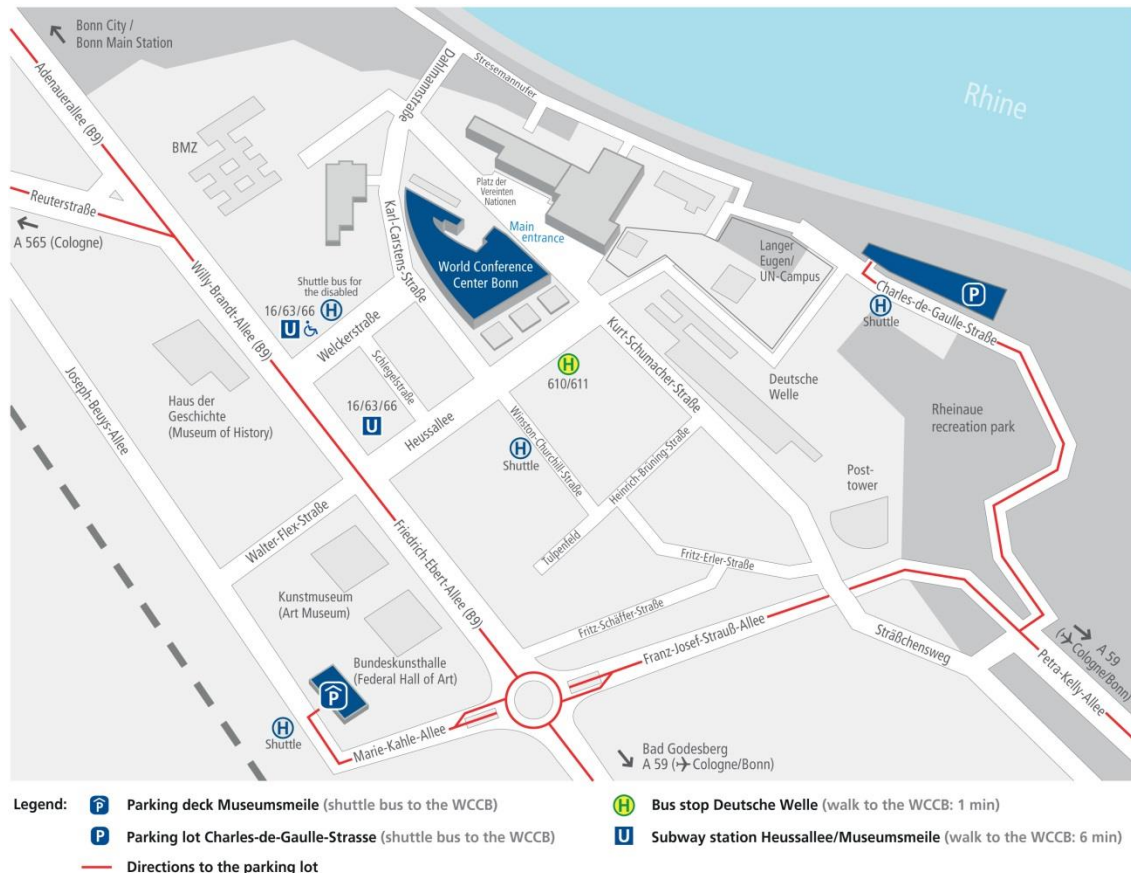 Bonn City /
Bonn Main Station
Adenauerallee (B9)
BMZ
Reuterstraße
A 565 (Cologne)
Dahlmannstraße
Stresemannufer
Rhine
Platz der
Vereinten
Nationen
Main
entrance
World Conference
Center Bonn
Karl-Carstens-Straße
Langer
Eugen/
UN-Campus
P
H
Shuttle
Charles-de-Gaulle-Straße
Shuttle bus for
the disabled
H
16/63/66
U
Willy-Brandt-Allee (B9)
Welckerstraße
Schlegelstraße
16/63/66
U
Heussallee
H
610/611
Kurt-Schumacher-Straße
Deutsche
Welle
Rheinaue
recreation park
Joseph-Beuys-Allee
Haus der
Geschichte
(Museum of History)
H
Shuttle
Winston-Churchill-Straße
Heinrich-Brüning-Straße
Post-
tower
Walter-Flex-Straße
Tulpenfeld
Fritz-Erler-Straße
Friedrich-Ebert-Allee (B9)
Kunstmuseum
(Art Museum)
Fritz-Schäffer-Straße
Franz-Josef-Strauß-Allee
Sträßchensweg
A 59
(Cologne/Bonn)
Petra-Kelly-Allee
Bundeskunsthalle
(Federal Hall of Art)
P
H
Shuttle
Marie-Kahle-Allee
Bad Godesberg
A 59 (Cologne/Bonn)
Legend:
P Parking deck Museumsmeile (shuttle bus to the WCCB)
P Parking lot Charles-de-Gaulle-Strasse (shuttle bus to the WCCB)
Directions to the parking lot
H Bus stop Deutsche Welle (walk to the WCCB: 1 min)
U Subway station Heussallee/Museumsmeile (walk to the WCCB: 6 min)